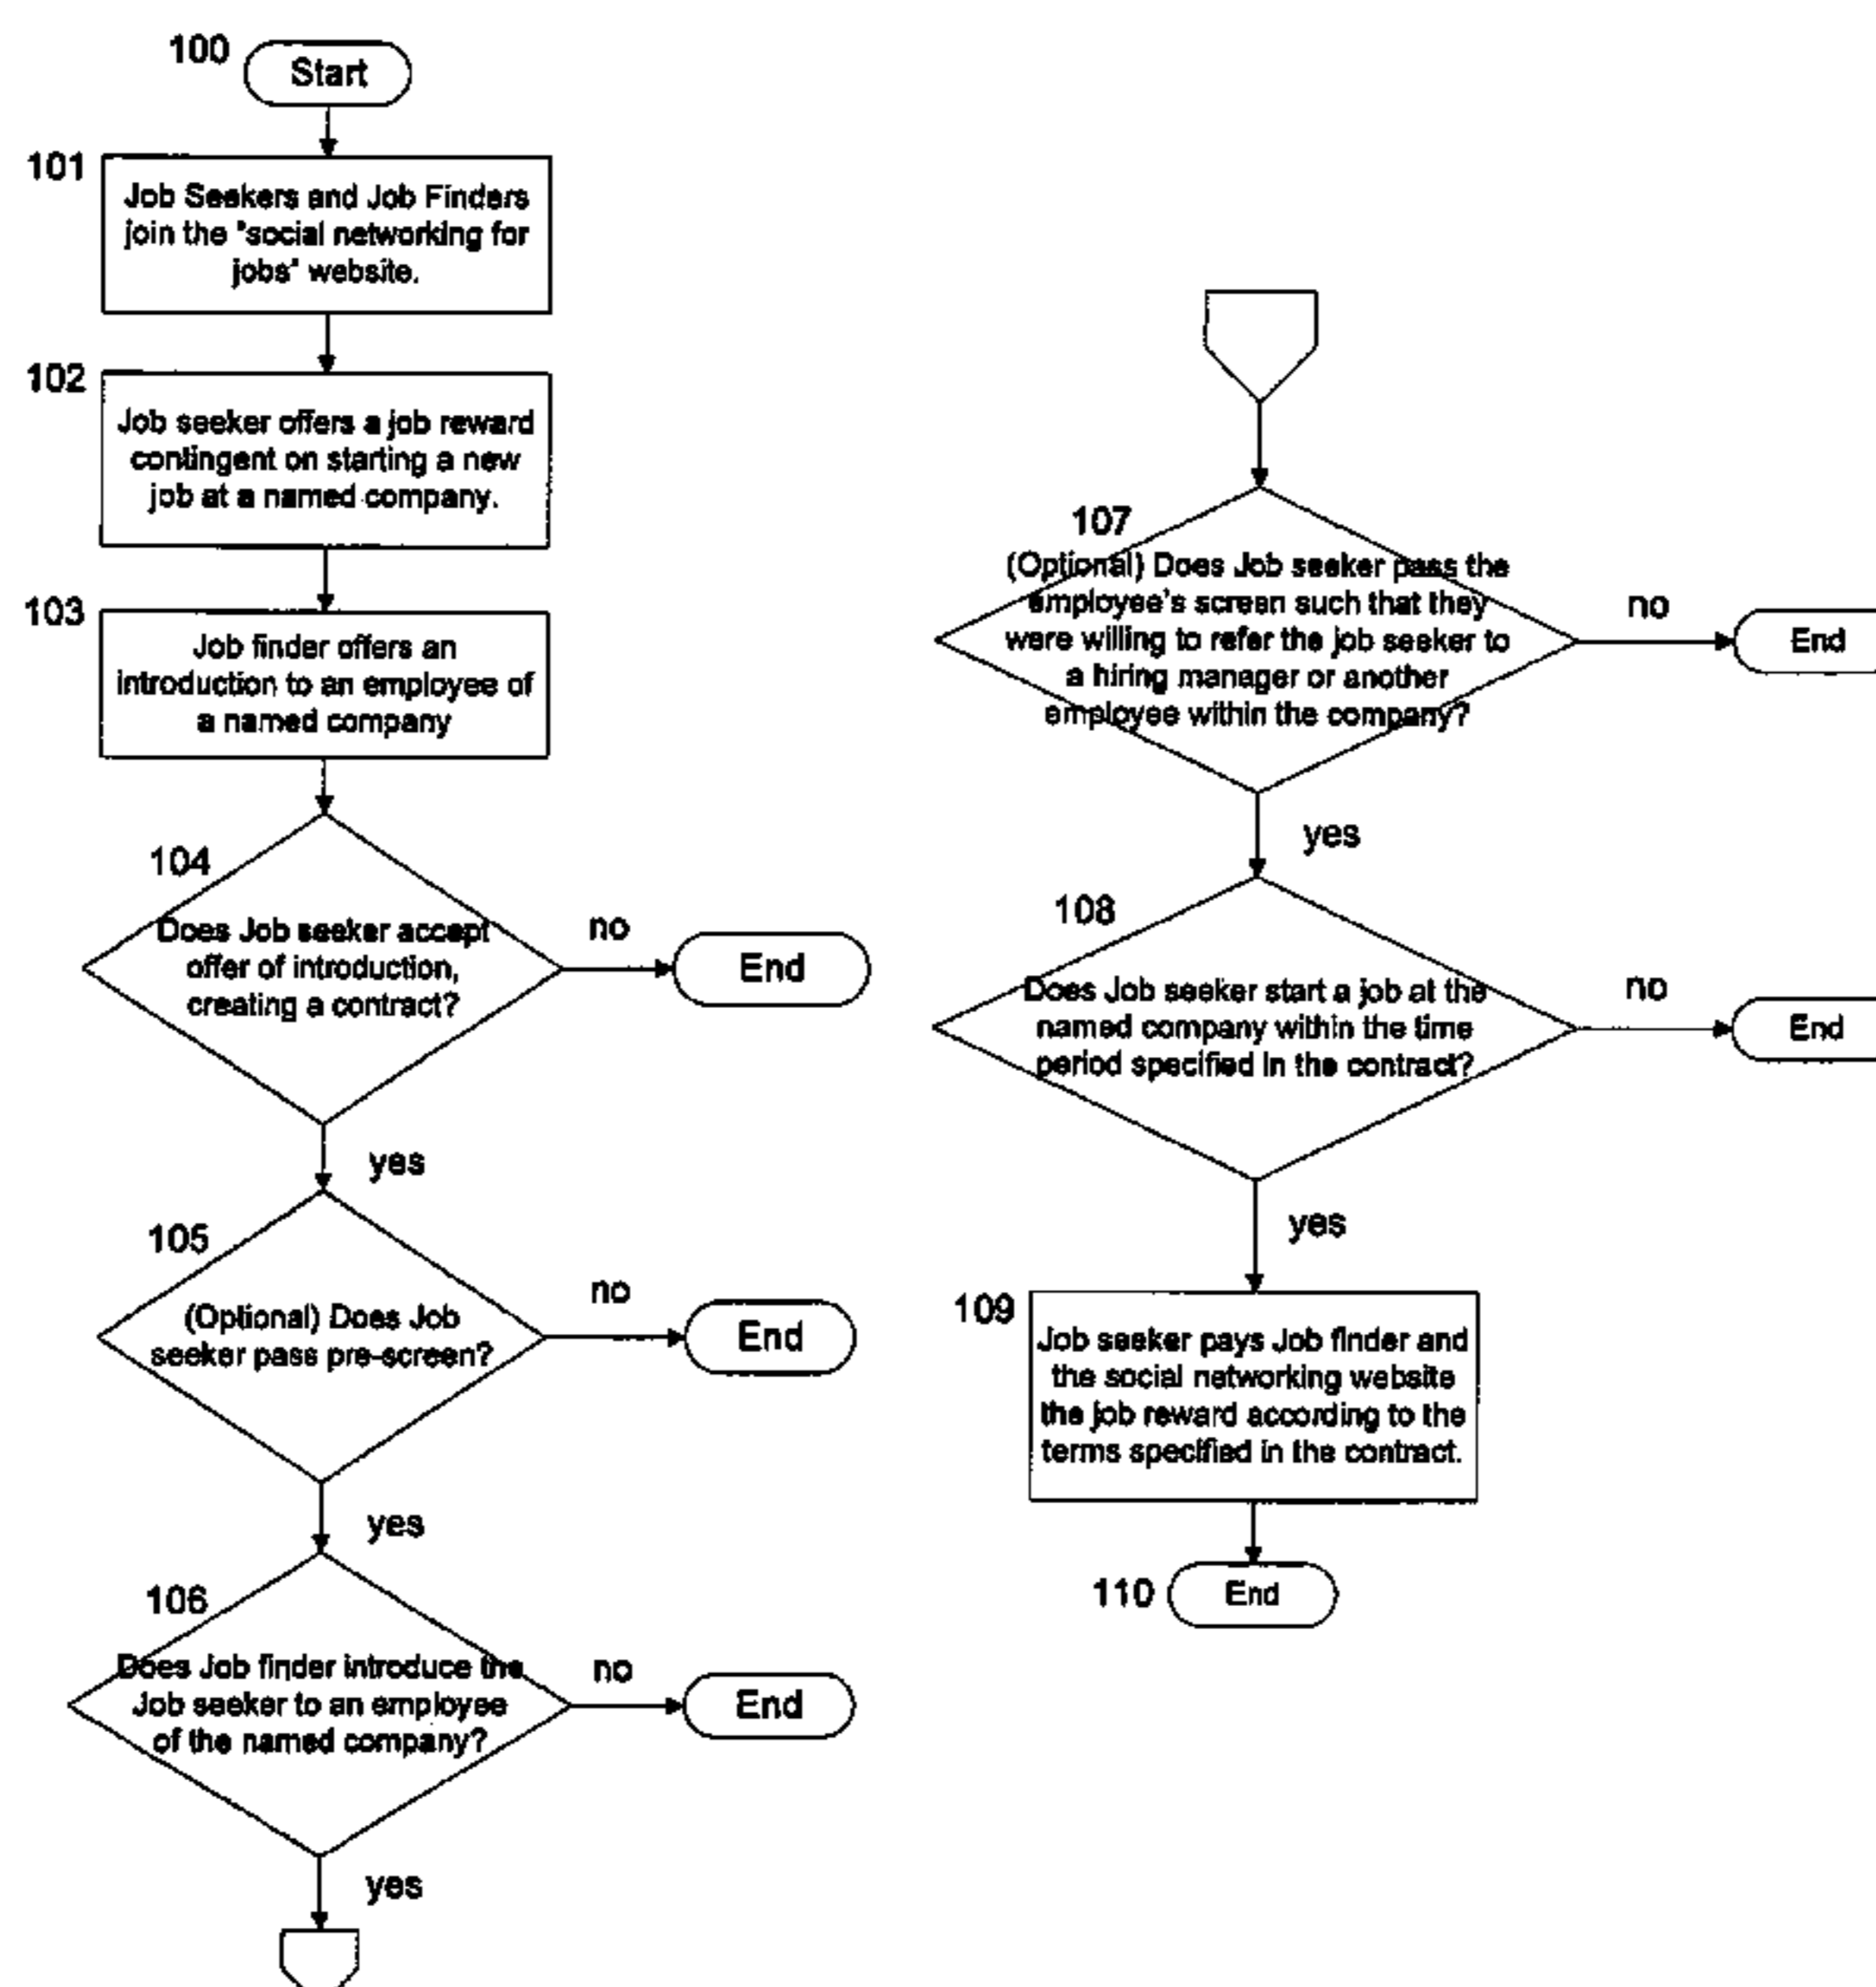 100
Start
101
Job Seekers and Job Finders
join the "social networking for
jobs" website.
102
Job seeker offers a job reward
contingent on starting a new
job at a named company.
103
Job finder offers an
introduction to an employee of
a named company
104
Does Job seeker accept
offer of introduction,
creating a contract?
no
End
yes
105
(Optional) Does Job
seeker pass pre-screen?
no
End
yes
106
Does Job finder introduce the
Job seeker to an employee
of the named company?
no
End
yes
107
(Optional) Does Job seeker pass the
employee's screen such that they
were willing to refer the job seeker to
a hiring manager or another
employee within the company?
no
End
yes
108
Does Job seeker start a job at the
named company within the time
period specified in the contract?
no
End
yes
109
Job seeker pays Job finder and
the social networking website
the job reward according to the
terms specified in the contract.
110
End